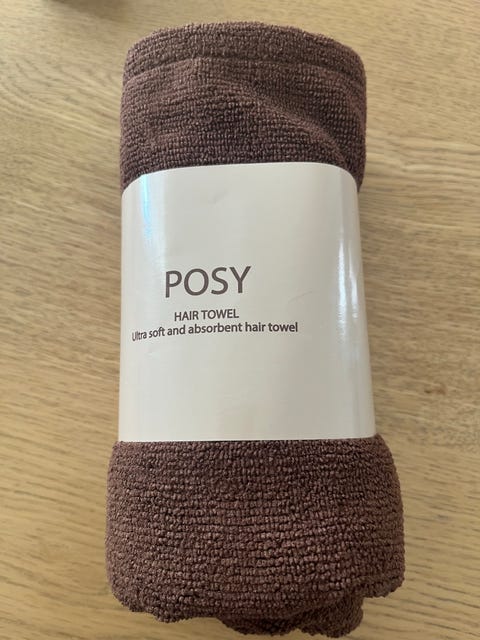 POSY
HAIR TOWEL
Ultra soft and absorbent hair towel